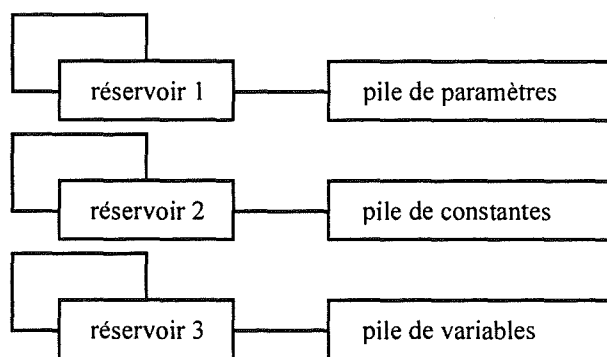 réservoir 1 pile de paramètres
réservoir 2 pile de constantes
réservoir 3 pile de variables